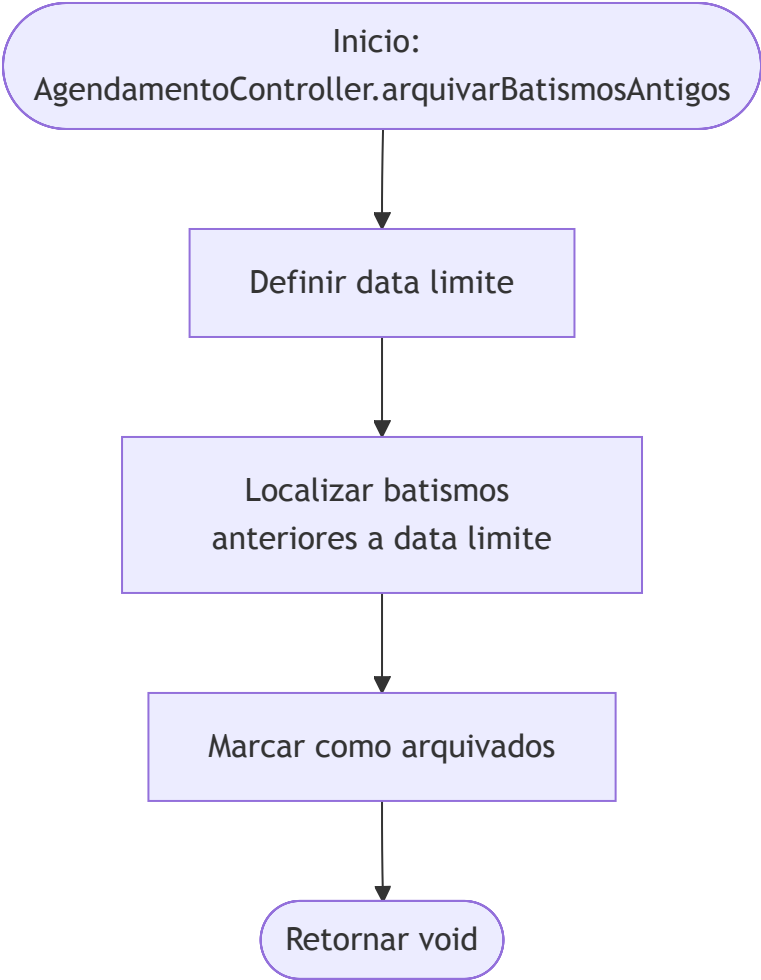 Inicio:
AgendamentoController.arquivarBatismosAntigos
Definir data limite
Localizar batismos
anteriores a data limite
Marcar como arquivados
Retornar void